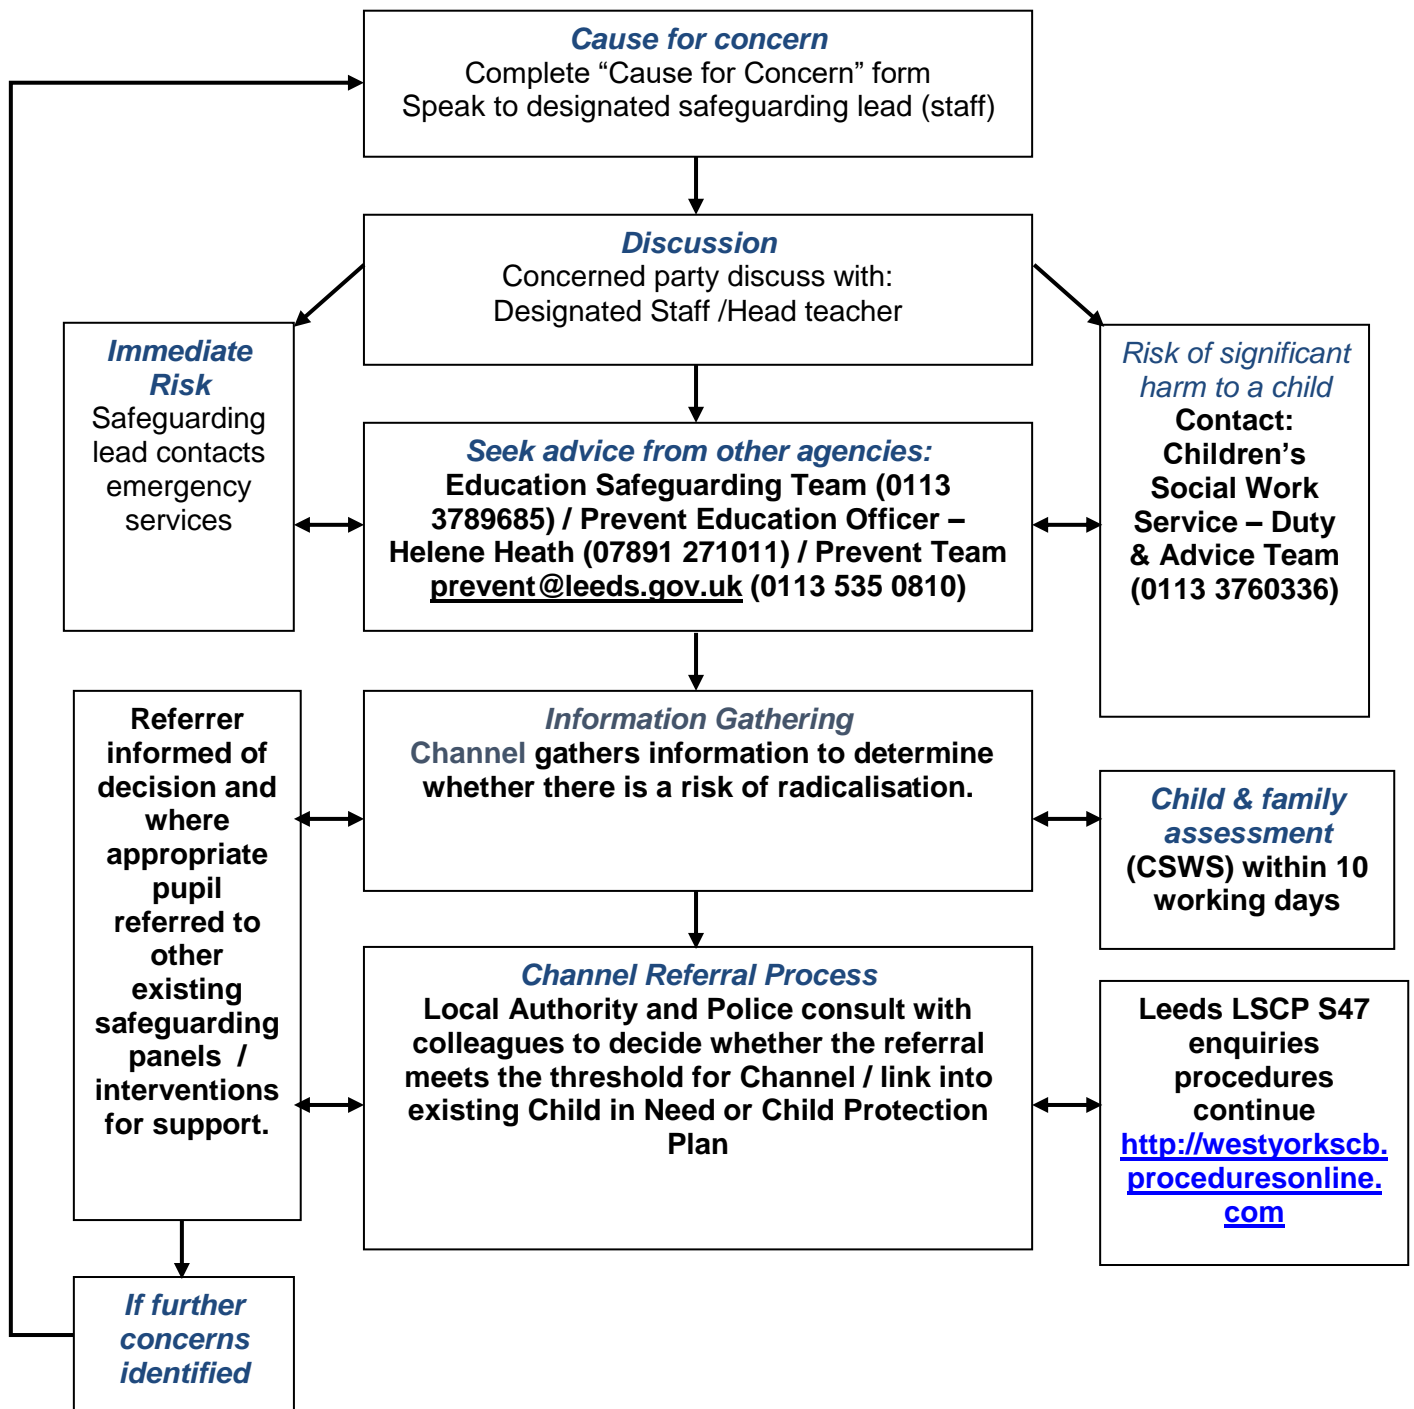 Cause for concern
Complete “Cause for Concern” form
Speak to designated safeguarding lead (staff)
Discussion
Concerned party discuss with:
Designated Staff /Head teacher
Immediate
Risk
Safeguarding
lead contacts
emergency
services
Seek advice from other agencies:
Education Safeguarding Team (0113
3789685) / Prevent Education Officer –
Helene Heath (07891 271011) / Prevent Team
prevent@leeds.gov.uk (0113 535 0810)
Risk of significant
harm to a child
Contact:
Children’s
Social Work
Service – Duty
& Advice Team
(0113 3760336)
Referrer
informed of
decision and
where
appropriate
pupil
referred to
other
existing
safeguarding
panels /
interventions
for support.
Information Gathering
Channel gathers information to determine
whether there is a risk of radicalisation.
Child & family
assessment
(CSWS) within 10
working days
Channel Referral Process
Local Authority and Police consult with
colleagues to decide whether the referral
meets the threshold for Channel / link into
existing Child in Need or Child Protection
Plan
Leeds LSCP S47
enquiries
procedures
continue
http://westyorkscb.
proceduresonline.
com
If further
concerns
identified